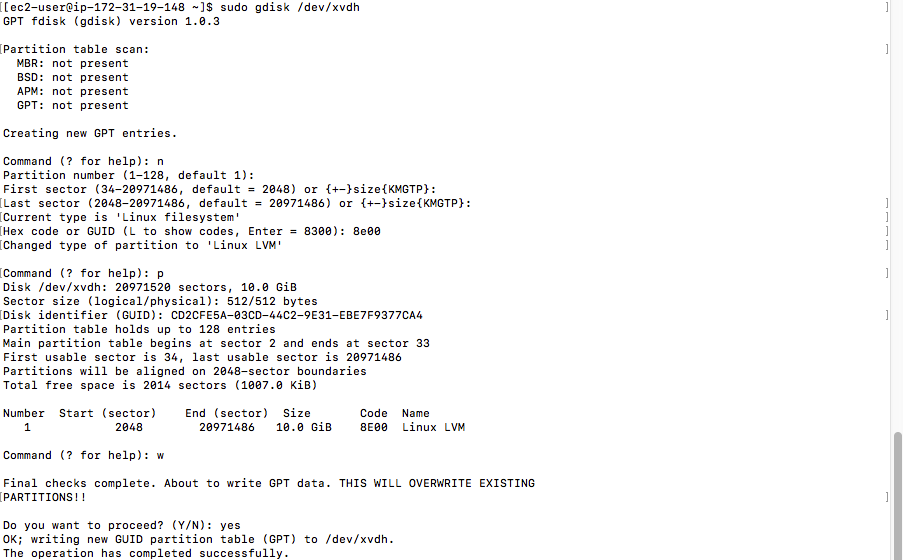 [[ec2-user@ip-172-31-19-148 ~]$ sudo gdisk /dev/xvdh ]
GPT fdisk (gdisk) version 1.0.3
[Partition table scan: ]
  MBR: not present
  BSD: not present
  APM: not present
  GPT: not present
Creating new GPT entries.
Command (? for help): n
Partition number (1-128, default 1):
First sector (34-20971486, default = 2048) or {+-}size{KMGTP}:
[Last sector (2048-20971486, default = 20971486) or {+-}size{KMGTP}: ]
[Current type is 'Linux filesystem' ]
[Hex code or GUID (L to show codes, Enter = 8300): 8e00 ]
[Changed type of partition to 'Linux LVM' ]
[Command (? for help): p ]
Disk /dev/xvdh: 20971520 sectors, 10.0 GiB
Sector size (logical/physical): 512/512 bytes
[Disk identifier (GUID): CD2CFE5A-03CD-44C2-9E31-EBE7F9377CA4 ]
Partition table holds up to 128 entries
Main partition table begins at sector 2 and ends at sector 33
First usable sector is 34, last usable sector is 20971486
Partitions will be aligned on 2048-sector boundaries
Total free space is 2014 sectors (1007.0 KiB)
Number  Start (sector)    End (sector)  Size       Code  Name
   1            2048        20971486   10.0 GiB    8E00  Linux LVM
Command (? for help): w
Final checks complete. About to write GPT data. THIS WILL OVERWRITE EXISTING
[PARTITIONS!! ]
Do you want to proceed? (Y/N): yes
OK; writing new GUID partition table (GPT) to /dev/xvdh.
The operation has completed successfully.